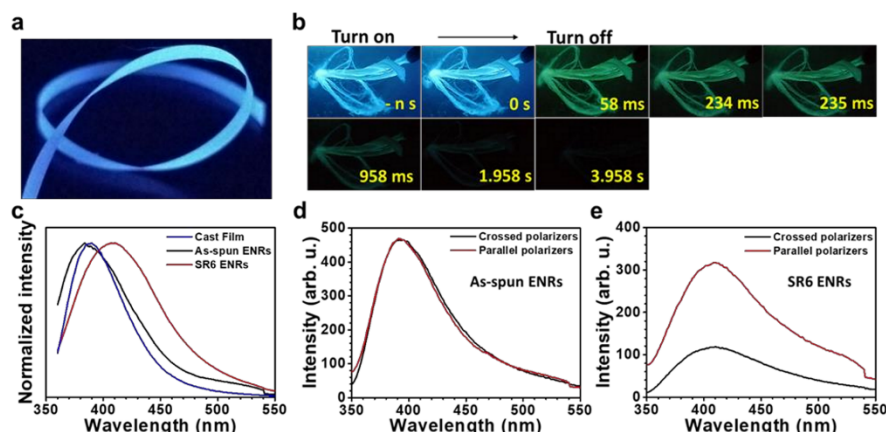 a
b
Turn on
Turn off
- n s
0 s
58 ms
234 ms
235 ms
958 ms
1.958 s
3.958 s
c
Normalized intensity
Cast Film
As-spun ENRs
SR6 ENRs
350 400 450 500 550
Wavelength (nm)
d
Intensity (arb. u.)
500
400
300
200
100
0
Crossed polarizers
Parallel polarizers
As-spun ENRs
350 400 450 500 550
Wavelength (nm)
e
Intensity (arb. u.)
400
300
200
100
0
Crossed polarizers
Parallel polarizers
SR6 ENRs
350 400 450 500 550
Wavelength (nm)